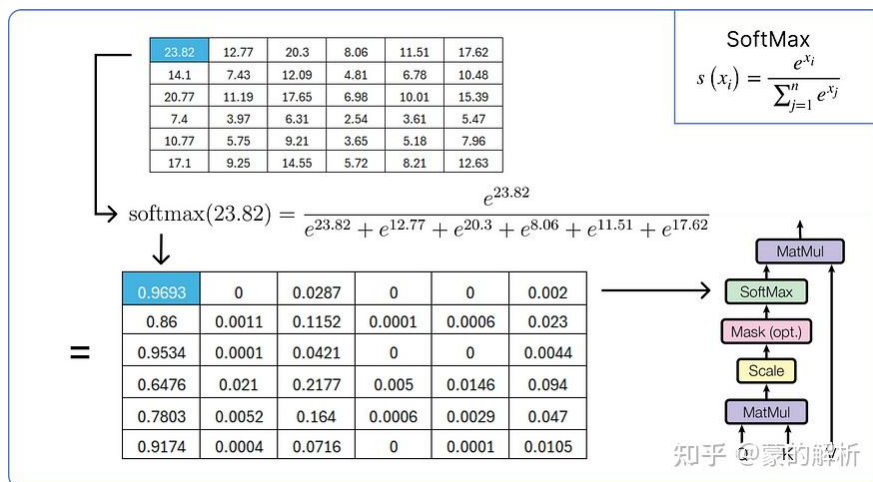 SoftMax
s(x_i) = e^{x_i} / \sum_{j=1}^{n} e^{x_j}
23.82 12.77 20.3 8.06 11.51 17.62
14.1 7.43 12.09 4.81 6.78 10.48
20.77 11.19 17.65 6.98 10.01 15.39
7.4 3.97 6.31 2.54 3.61 5.47
10.77 5.75 9.21 3.65 5.18 7.96
17.1 9.25 14.55 5.72 8.21 12.63
softmax(23.82) = e^{23.82} / e^{23.82} + e^{12.77} + e^{20.3} + e^{8.06} + e^{11.51} + e^{17.62}
=
0.9693 0 0.0287 0 0 0.002
0.86 0.0011 0.1152 0.0001 0.0006 0.023
0.9534 0.0001 0.0421 0 0 0.0044
0.6476 0.021 0.2177 0.005 0.0146 0.094
0.7803 0.0052 0.164 0.0006 0.0029 0.047
0.9174 0.0004 0.0716 0 0.0001 0.0105
MatMul
SoftMax
Mask (opt.)
Scale
MatMul
Q K V
知乎 @蒙的解析